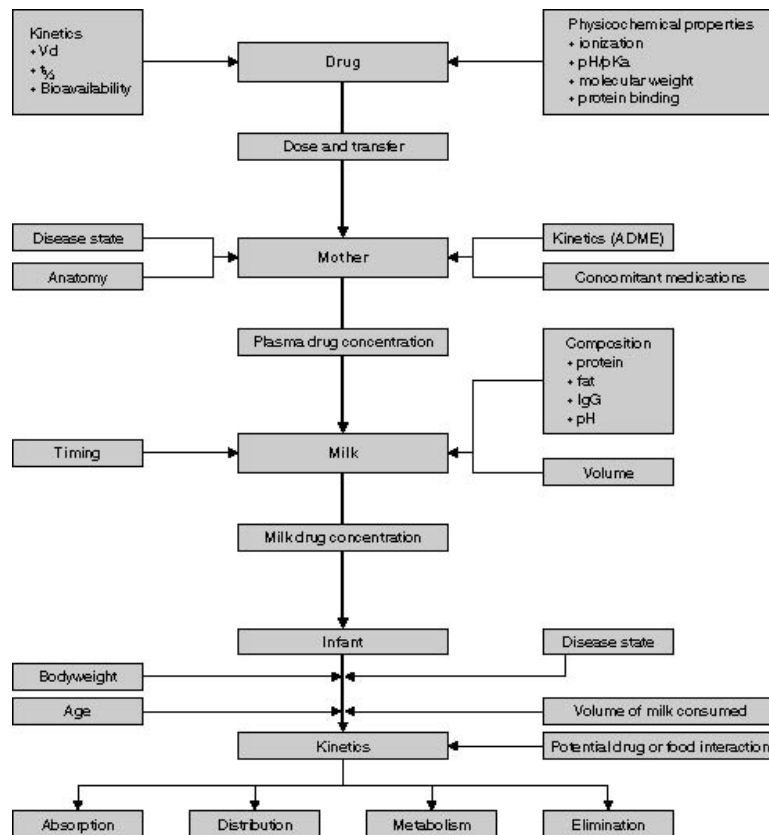 Kinetics
+ Vd
+ t½
+ Bioavailability
Drug
Physicochemical properties
+ ionization
+ pH/pKa
+ molecular weight
+ protein binding
Dose and transfer
Disease state
Anatomy
Mother
Kinetics (ADME)
Concomitant medications
Plasma drug concentration
Composition
+ protein
+ fat
+ IgG
+ pH
Timing
Milk
Volume
Milk drug concentration
Infant
Disease state
Bodyweight
Age
Volume of milk consumed
Kinetics
Potential drug or food interaction
Absorption
Distribution
Metabolism
Elimination